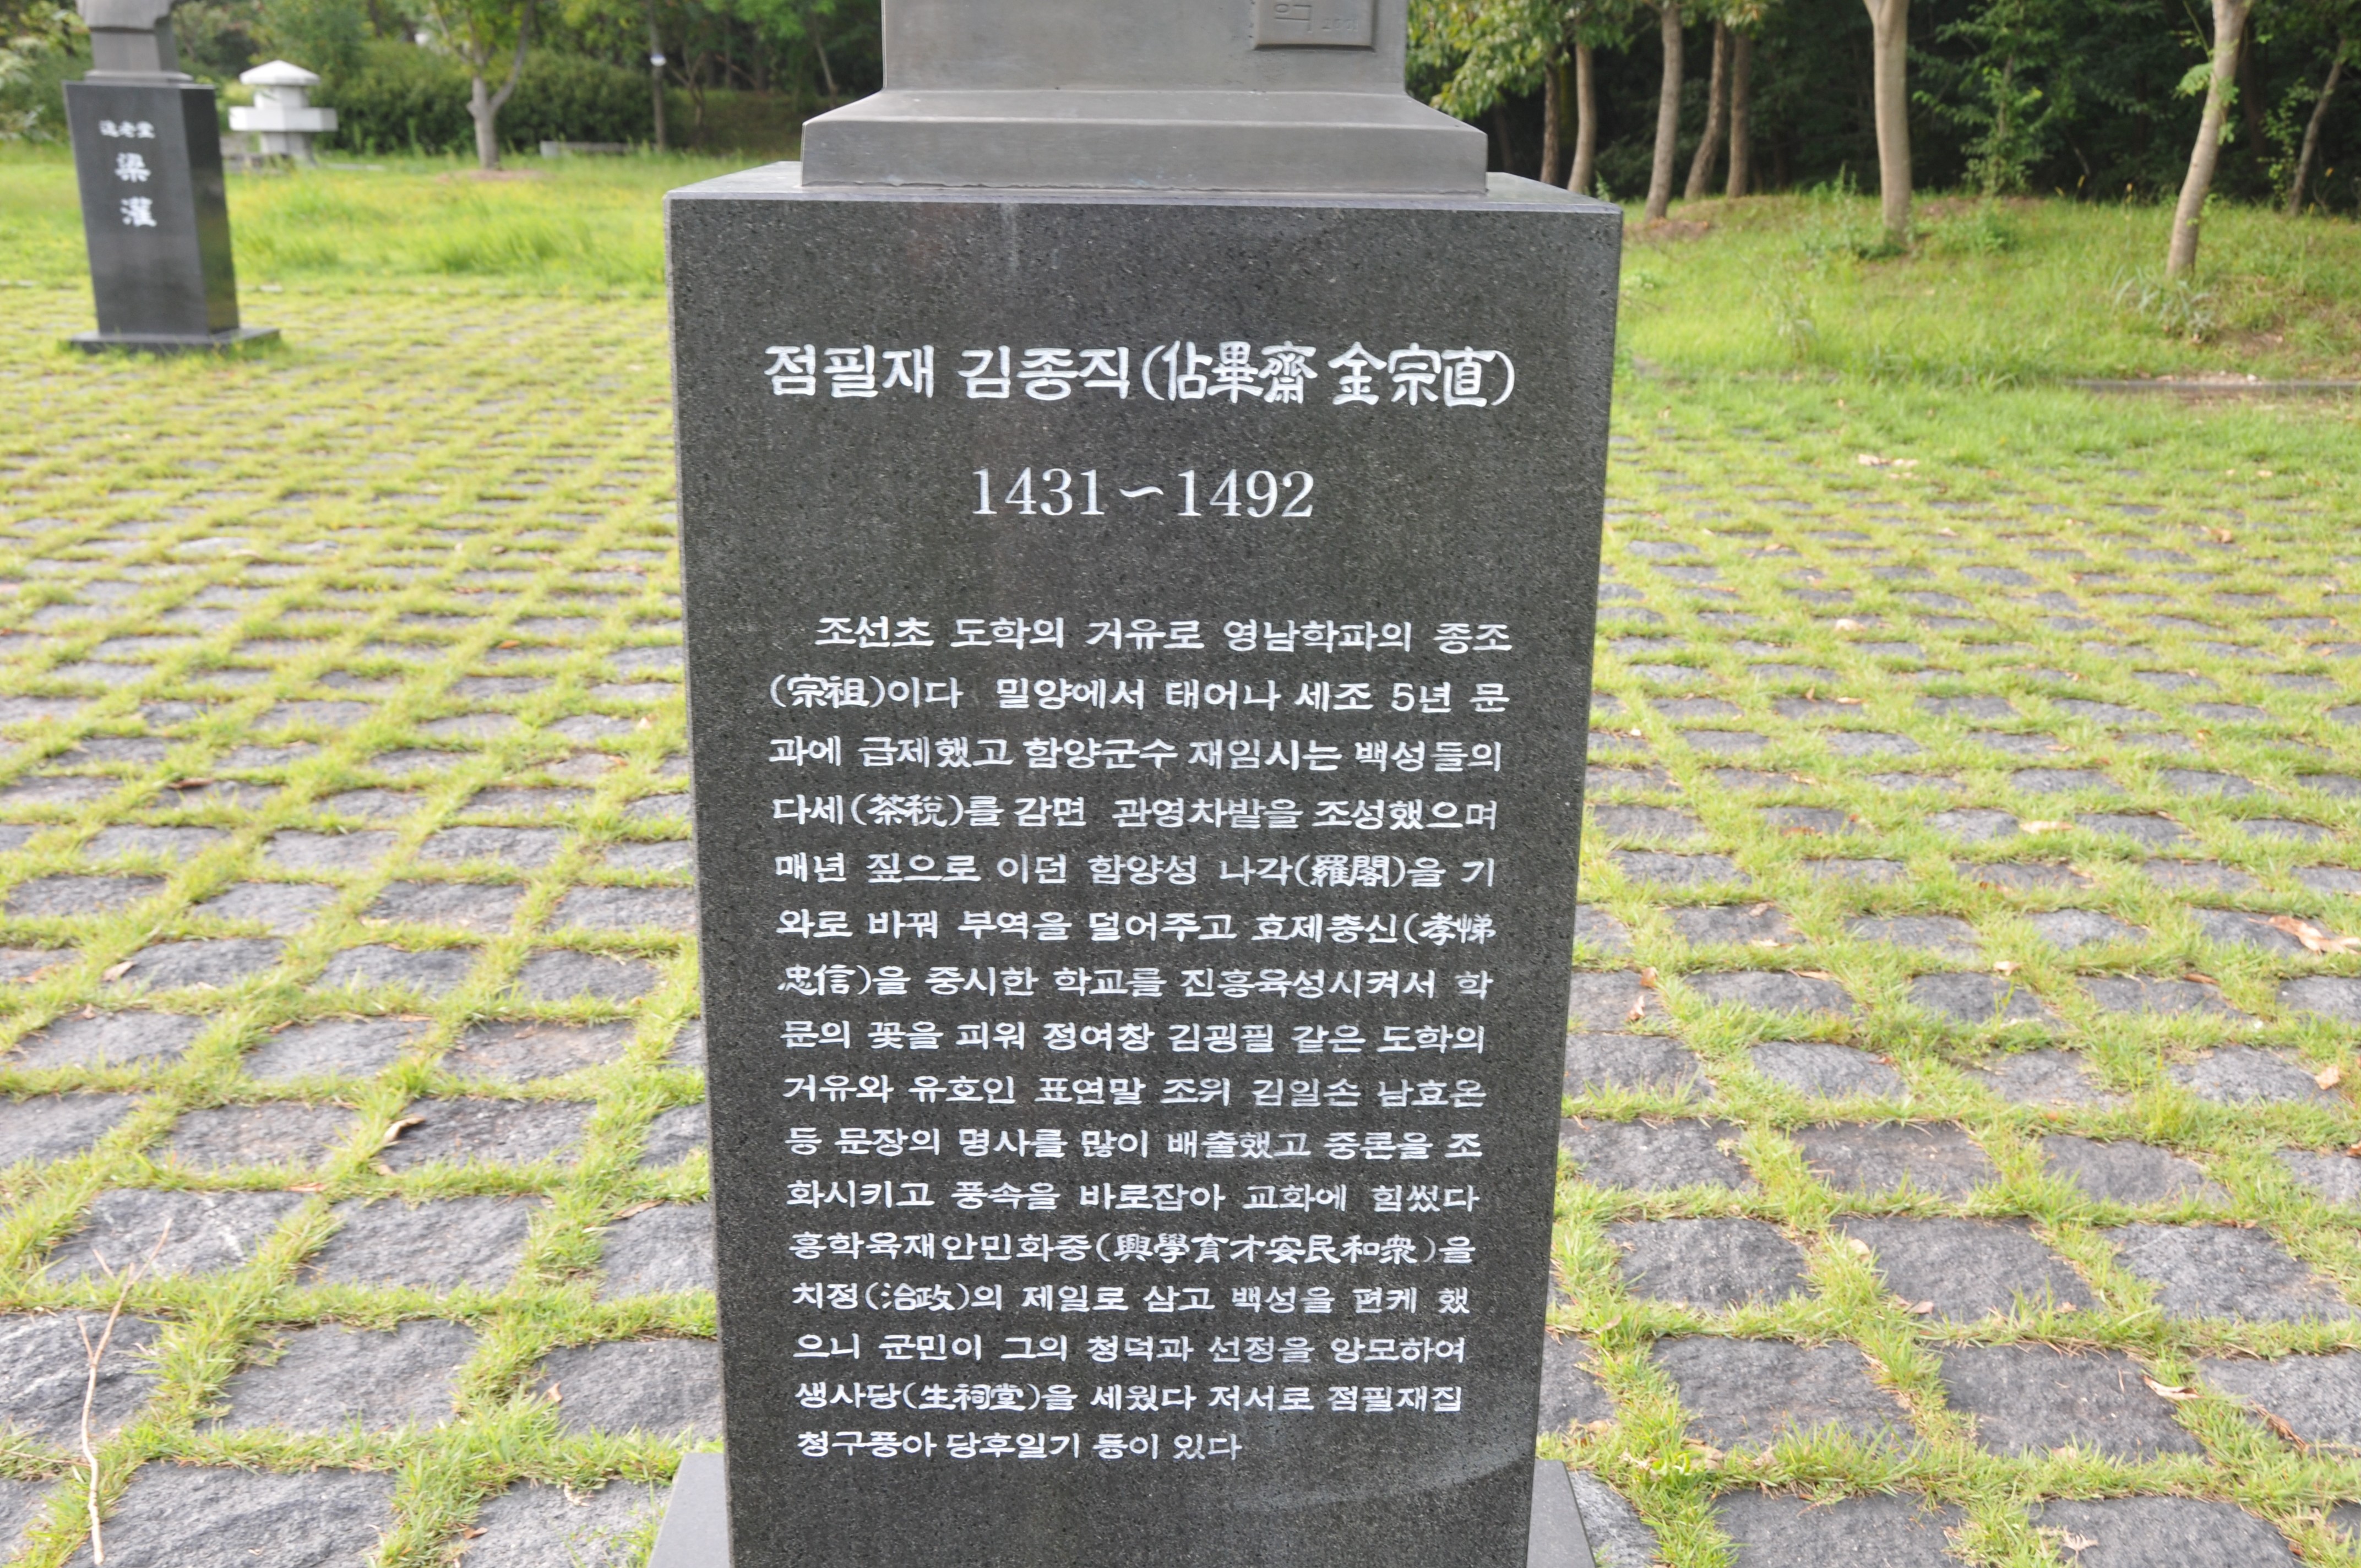 梁
灌
점필재 김종직(佔畢齋 金宗直)
1431~1492
조선초 도학의 거유로 영남학파의 종조
(宗祖)이다 밀양에서 태어나 세조 5년 문
과에 급제했고 함양군수 재임시는 백성들의
다세(茶稅)를 감면 관영차밭을 조성했으며
매년 짚으로 이던 함양성 나각(羅閣)을 기
와로 바꿔 부역을 덜어주고 효제충신(孝悌
忠信)을 중시한 학교를 진흥육성시켜서 학
문의 꽃을 피워 정여창 김굉필 같은 도학의
거유와 유호인 표연말 조위 김일손 남효온
등 문장의 명사를 많이 배출했고 중론을 조
화시키고 풍속을 바로잡아 교화에 힘썼다
흥학육재안민화중(興學育才安民和衆)을
치정(治政)의 제일로 삼고 백성을 편케 했
으니 군민이 그의 청덕과 선정을 앙모하여
생사당(生祠堂)을 세웠다 저서로 점필재집
청구풍아 당후일기 등이 있다